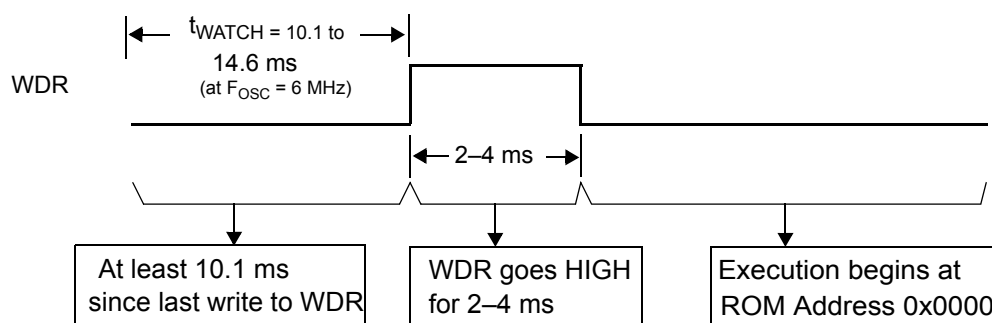 tWATCH = 10.1 to
14.6 ms
(at FOSC = 6 MHz)
WDR
2–4 ms
At least 10.1 ms
since last write to WDR
WDR goes HIGH
for 2–4 ms
Execution begins at
ROM Address 0x0000